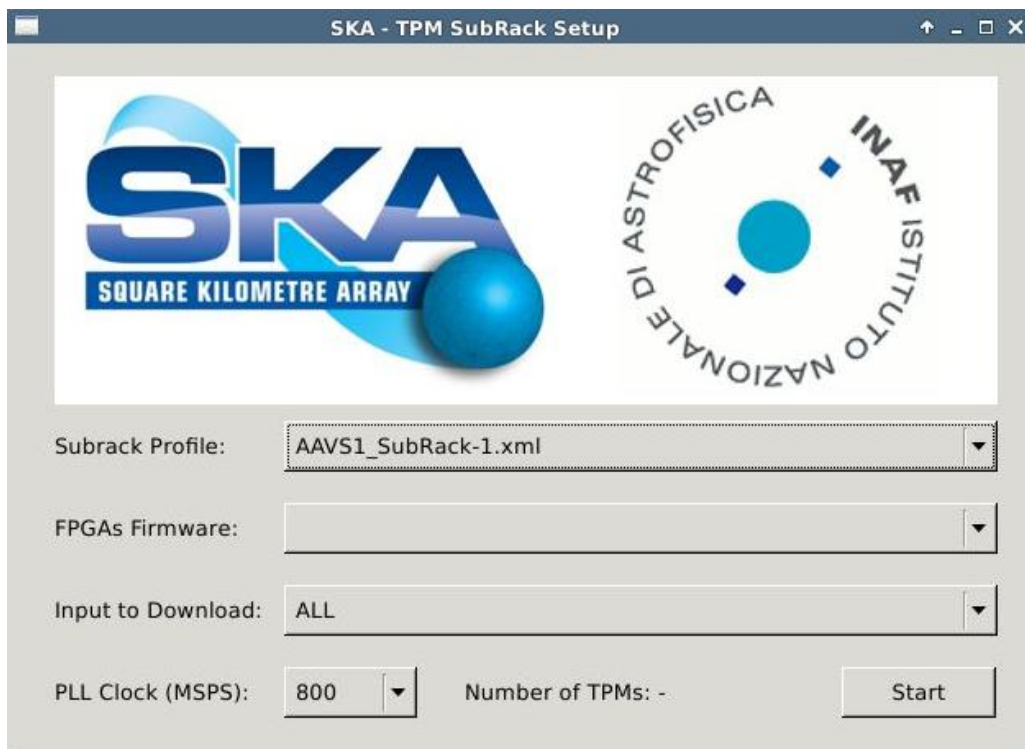 SKA - TPM SubRack Setup
SKA
SQUARE KILOMETRE ARRAY
INAF ISTITUTO NAZIONALE DI ASTROFISICA
Subrack Profile: AAVS1_SubRack-1.xml
FPGAs Firmware:
Input to Download: ALL
PLL Clock (MSPS): 800 Number of TPMs: - Start